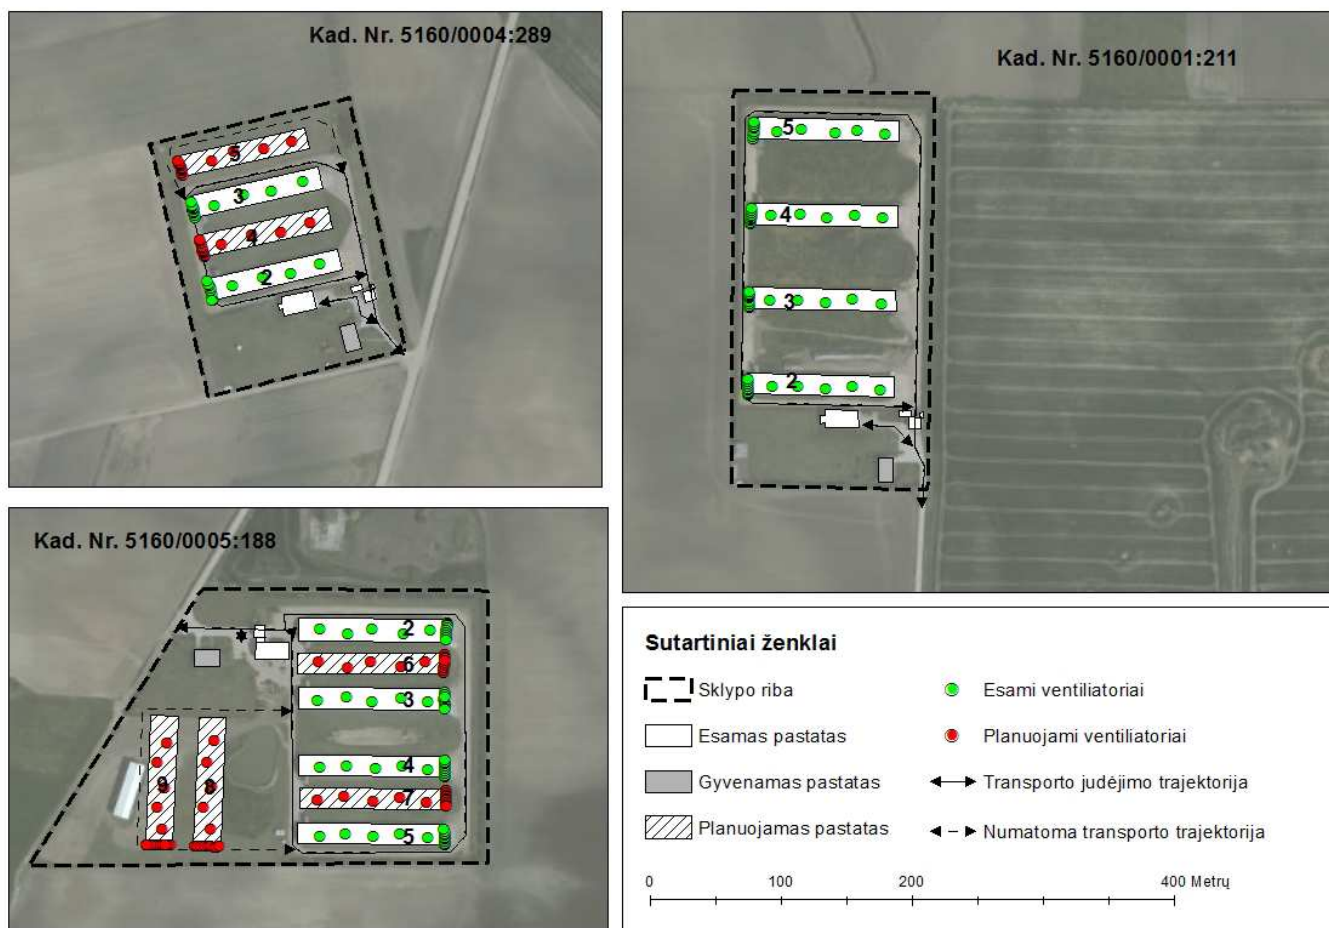 Kad. Nr. 5160/0004:289
5
3
4
2
Kad. Nr. 5160/0001:211
5
4
3
2
Kad. Nr. 5160/0005:188
2
6
3
4
7
5
9
8
Sutartiniai ženklai
Sklypo riba
Esami ventiliatoriai
Esamas pastatas
Planuojami ventiliatoriai
Gyvenamas pastatas
Transporto judėjimo trajektorija
Planuojamas pastatas
Numatoma transporto trajektorija
0 100 200 400 Metrų